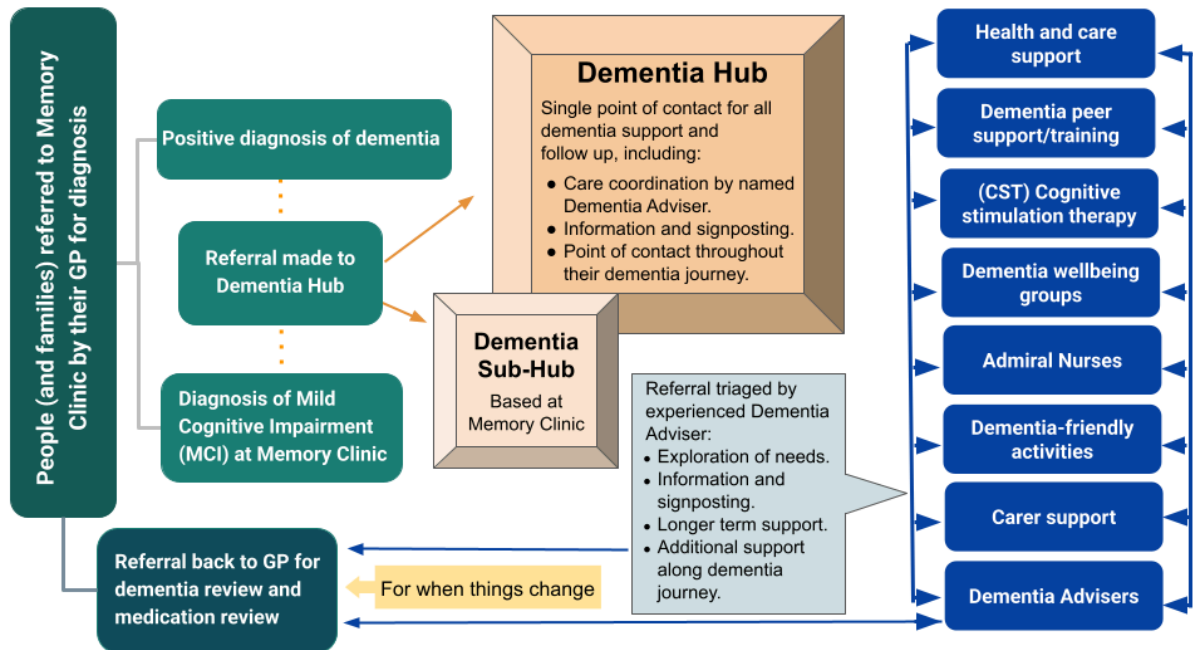 People (and families) referred to Memory
Clinic by their GP for diagnosis
Positive diagnosis of dementia
Referral made to
Dementia Hub
Diagnosis of Mild
Cognitive Impairment
(MCI) at Memory Clinic
Referral back to GP for
dementia review and
medication review
For when things change
Dementia Hub
Single point of contact for all
dementia support and
follow up, including:
● Care coordination by named
Dementia Adviser.
● Information and signposting.
● Point of contact throughout
their dementia journey.
Dementia
Sub-Hub
Based at
Memory Clinic
Referral triaged by
experienced Dementia
Adviser:
• Exploration of needs.
• Information and
signposting.
• Longer term support.
• Additional support
along dementia
journey.
Health and care
support
Dementia peer
support/training
(CST) Cognitive
stimulation therapy
Dementia wellbeing
groups
Admiral Nurses
Dementia-friendly
activities
Carer support
Dementia Advisers